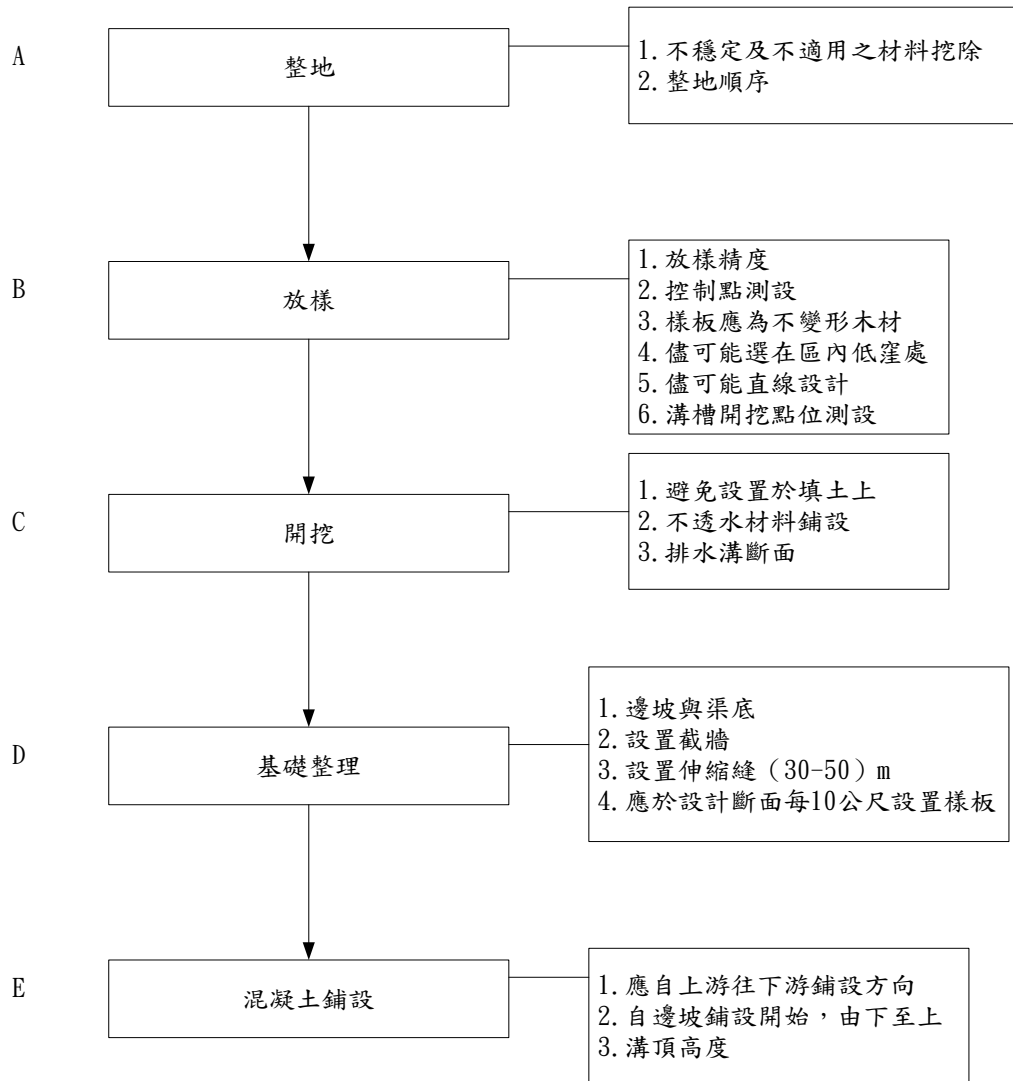 A
整地
1.不穩定及不適用之材料挖除
2.整地順序
B
放樣
1.放樣精度
2.控制點測設
3.樣板應為不變形木材
4.儘可能選在區內低窪處
5.儘可能直線設計
6.溝槽開挖點位測設
C
開挖
1.避免設置於填土上
2.不透水材料鋪設
3.排水溝斷面
D
基礎整理
1.邊坡與渠底
2.設置截牆
3.設置伸縮縫（30-50）m
4.應於設計斷面每10公尺設置樣板
E
混凝土鋪設
1.應自上游往下游鋪設方向
2.自邊坡鋪設開始，由下至上
3.溝頂高度